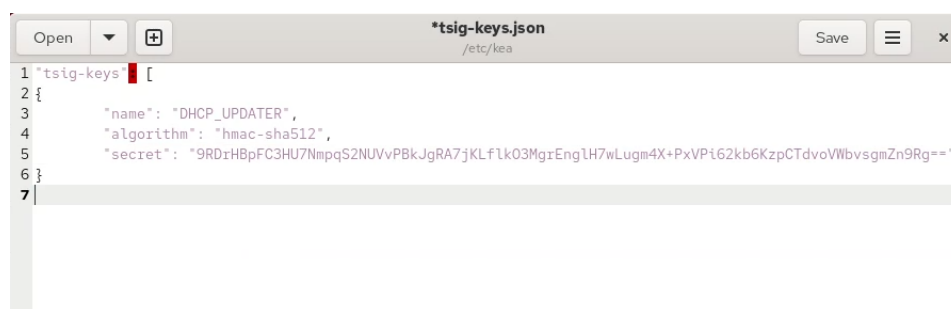 Open
*tsig-keys.json
/etc/kea
Save
1 "tsig-keys": [
2 {
3 "name": "DHCP_UPDATER",
4 "algorithm": "hmac-sha512",
5 "secret": "9RDrHBpFC3HU7NmpqS2NUVvPBkJgRA7jKLflkO3MgrEnglH7wLugm4X+PxVPi62kb6KzpCTdvoVWbvsgmZn9Rg=="
6 }
7